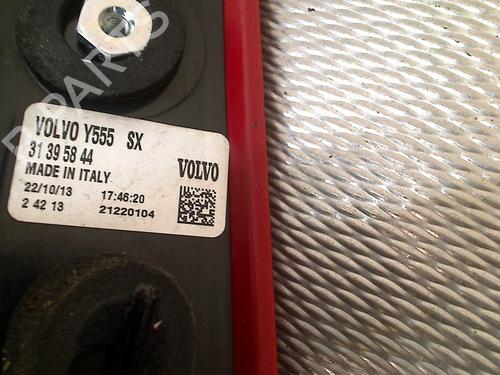 VOLVO Y555 SX
31 39 58 44
MADE IN ITALY
VOLVO
22/10/13 17:46:20
2 42 13 21220104